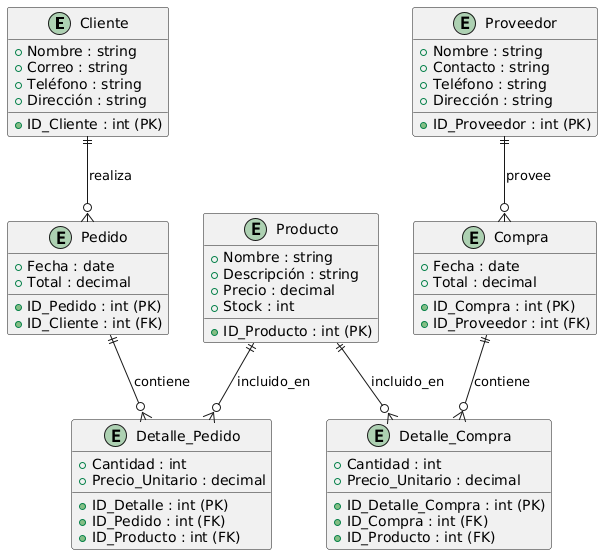 E Cliente
Nombre : string
Correo : string
Teléfono : string
Dirección : string
ID_Cliente : int (PK)
E Proveedor
Nombre : string
Contacto : string
Teléfono : string
Dirección : string
ID_Proveedor : int (PK)
realiza
provee
E Pedido
Fecha : date
Total : decimal
ID_Pedido : int (PK)
ID_Cliente : int (FK)
E Producto
Nombre : string
Descripción : string
Precio : decimal
Stock : int
ID_Producto : int (PK)
E Compra
Fecha : date
Total : decimal
ID_Compra : int (PK)
ID_Proveedor : int (FK)
contiene
incluido_en
incluido_en
contiene
E Detalle_Pedido
Cantidad : int
Precio_Unitario : decimal
ID_Detalle : int (PK)
ID_Pedido : int (FK)
ID_Producto : int (FK)
E Detalle_Compra
Cantidad : int
Precio_Unitario : decimal
ID_Detalle_Compra : int (PK)
ID_Compra : int (FK)
ID_Producto : int (FK)